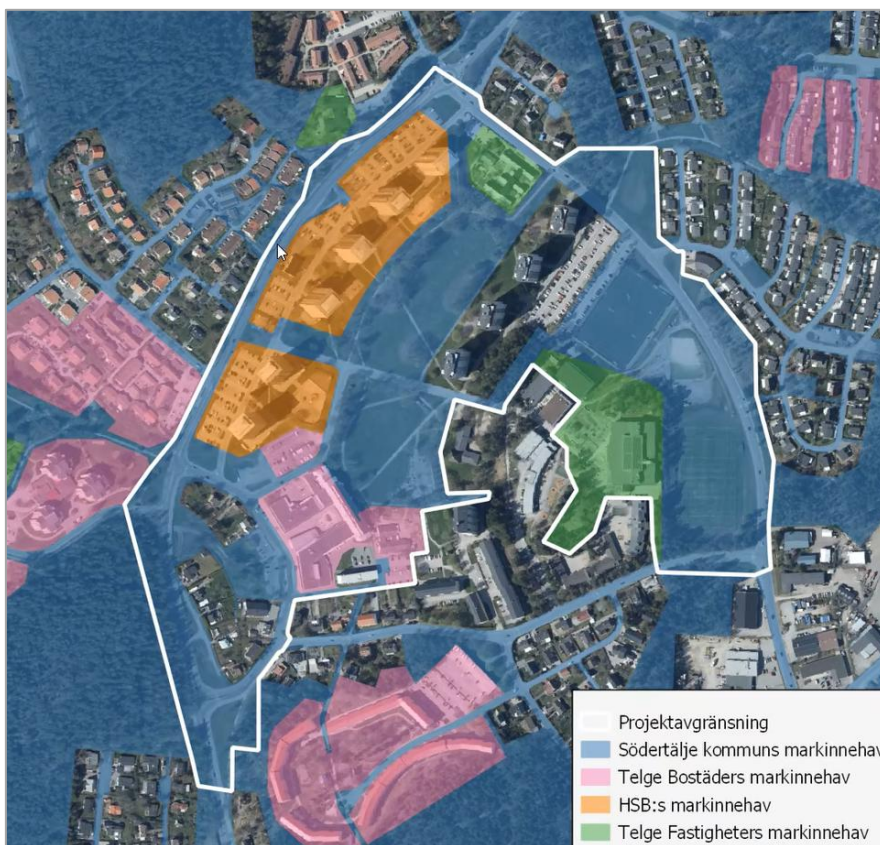 Projektavgränsning
Södertälje kommuns markinnehav
Telge Bostäders markinnehav
HSB:s markinnehav
Telge Fastigheters markinnehav